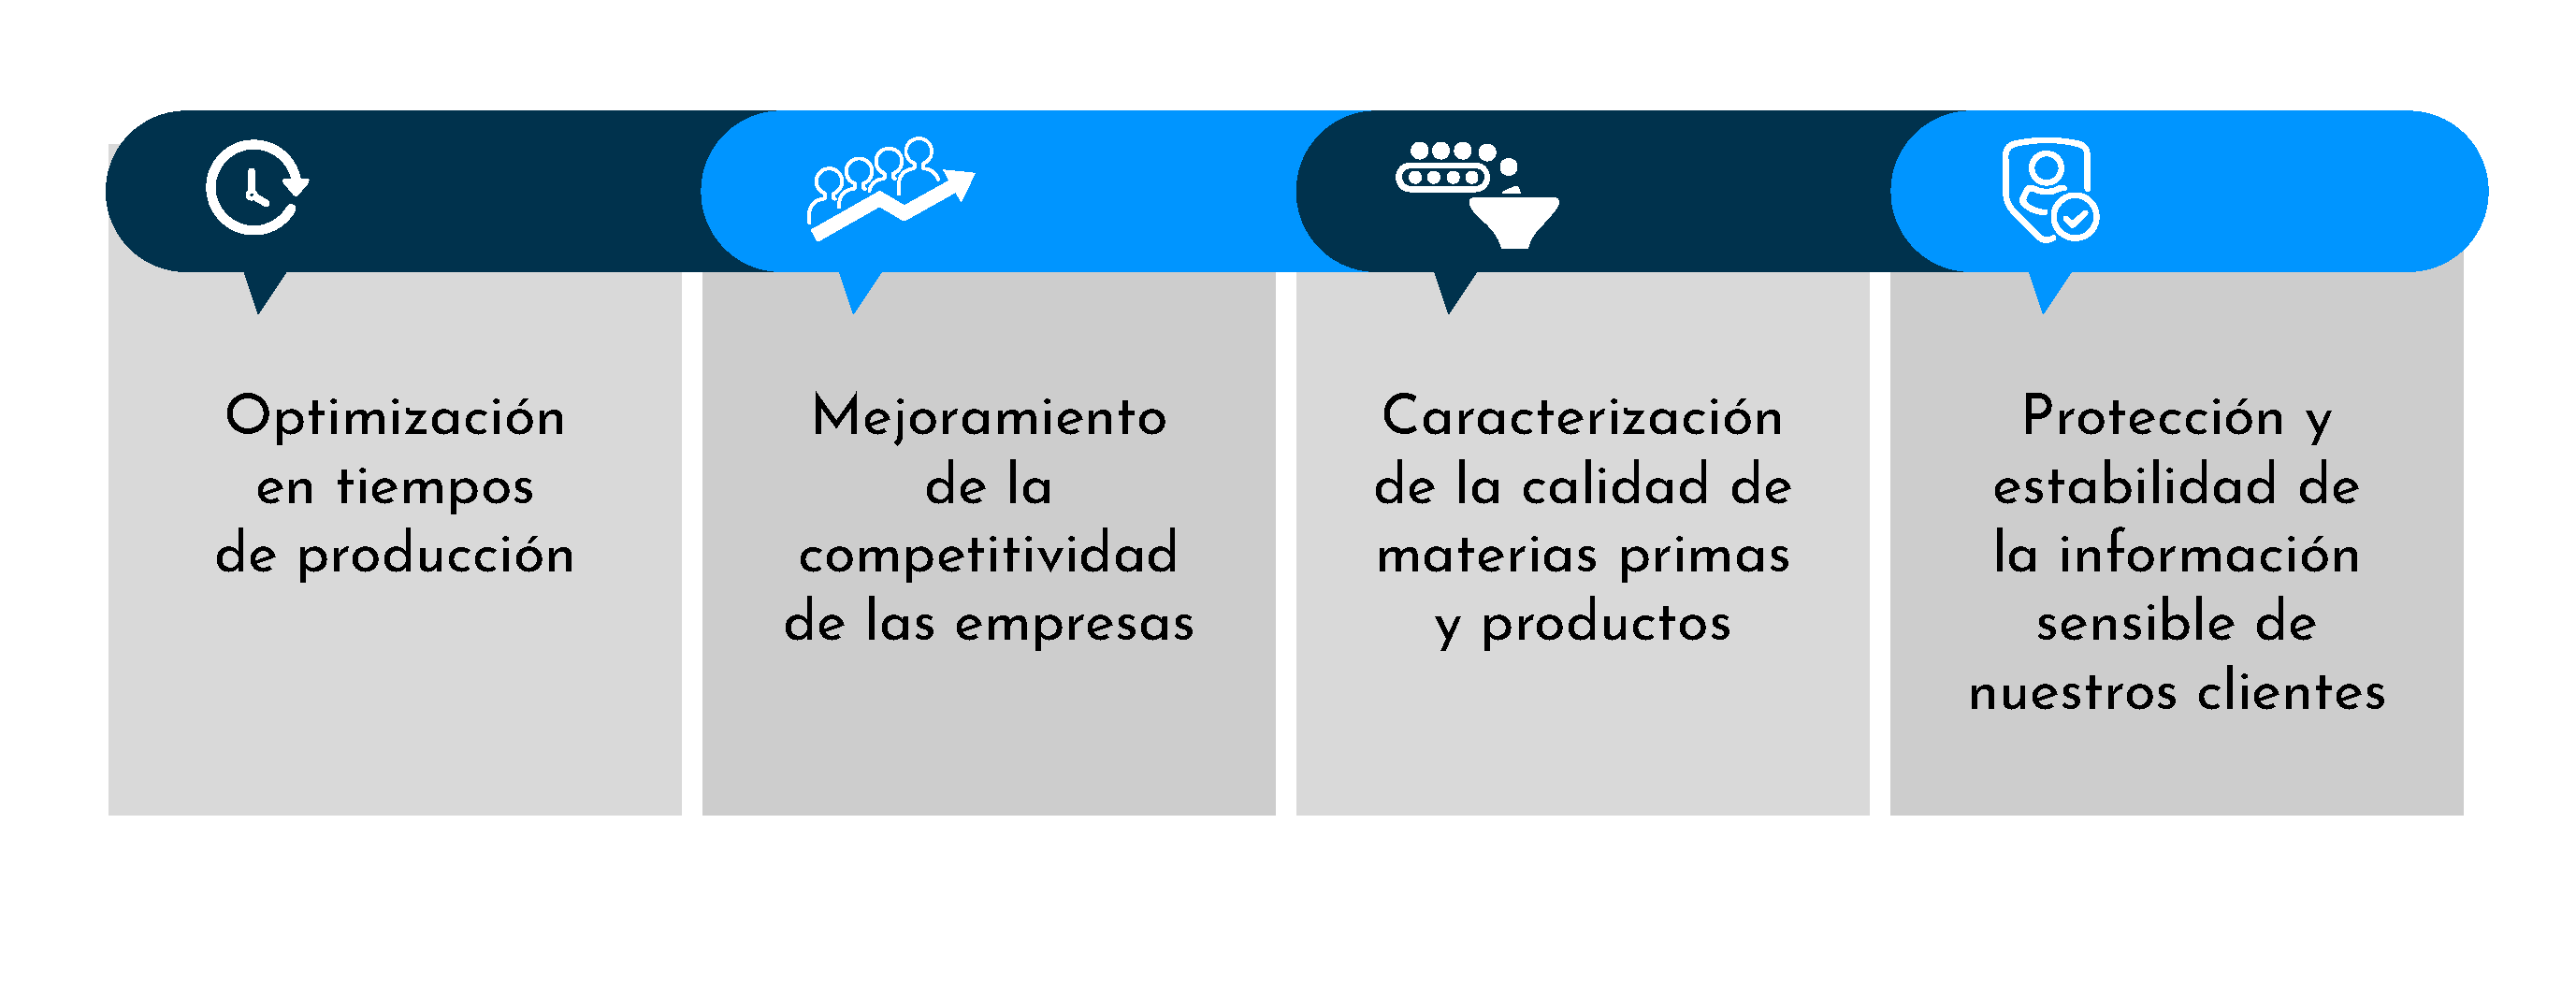 Optimización
en tiempos
de producción
Mejoramiento
de la
competitividad
de las empresas
Caracterización
de la calidad de
materias primas
y productos
Protección y
estabilidad de
la información
sensible de
nuestros clientes